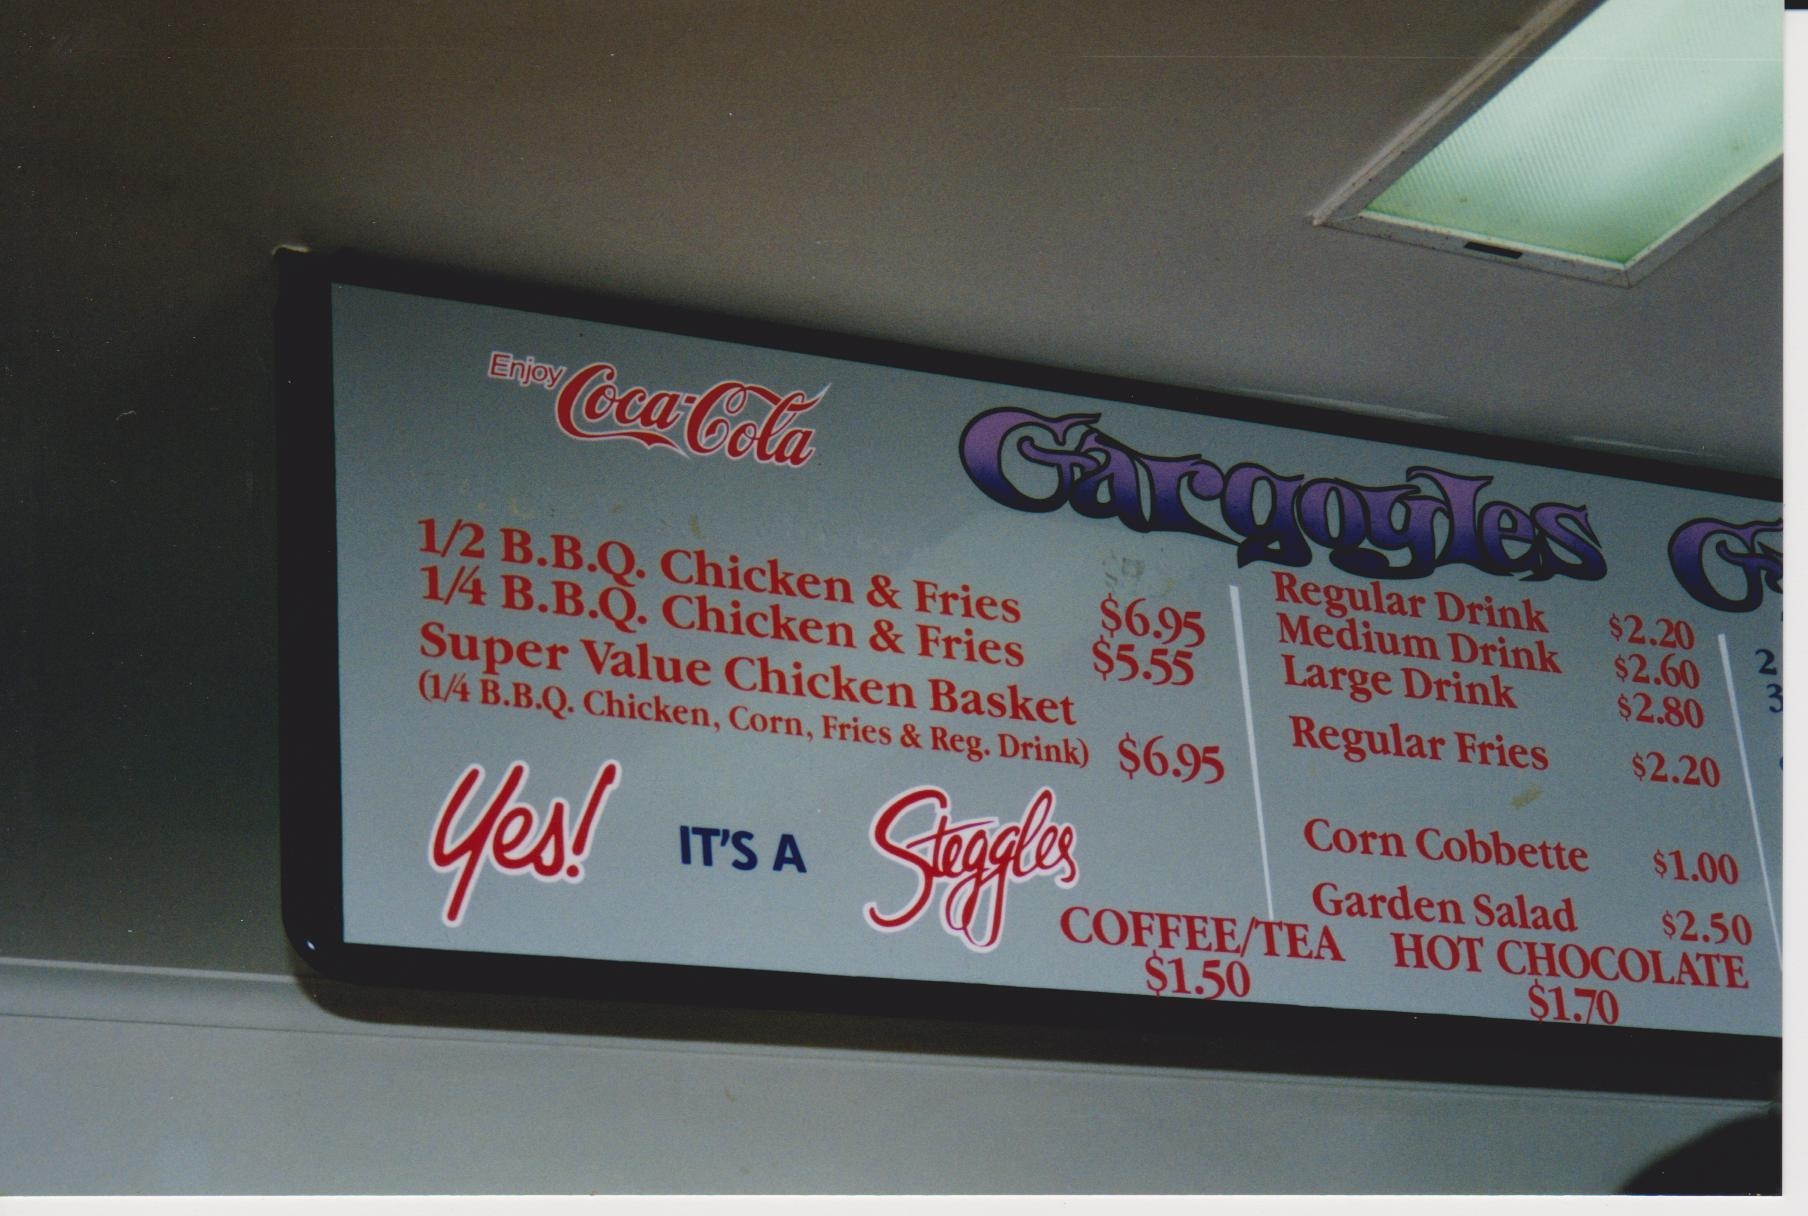 Enjoy Coca-Cola
Gargoyles
1/2 B.B.Q. Chicken & Fries $6.95
1/4 B.B.Q. Chicken & Fries $5.55
Super Value Chicken Basket
(1/4 B.B.Q. Chicken, Corn, Fries & Reg. Drink) $6.95
Yes! IT'S A Steggles
Regular Drink $2.20
Medium Drink $2.60
Large Drink $2.80
Regular Fries $2.20
Corn Cobbette $1.00
Garden Salad $2.50
COFFEE/TEA
$1.50
HOT CHOCOLATE
$1.70
G
2
3